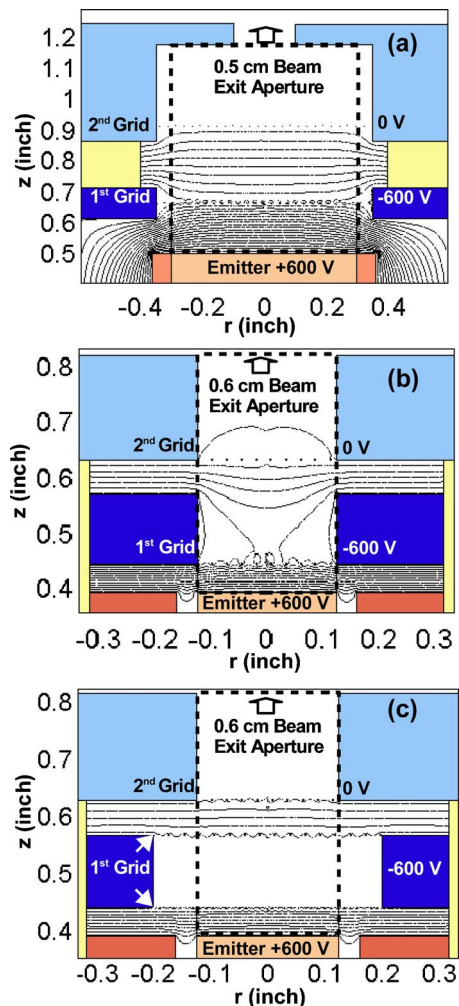 (a)
1.2
1.1
1
0.9
0.8
0.7
0.6
0.5
z (inch)
0.5 cm Beam
Exit Aperture
2nd Grid
0 V
1st Grid
-600 V
Emitter +600 V
-0.4 -0.2 0 0.2 0.4
r (inch)
(b)
0.8
0.7
0.6
0.5
0.4
z (inch)
0.6 cm Beam
Exit Aperture
2nd Grid
0 V
1st Grid
-600 V
Emitter +600 V
-0.3 -0.2 -0.1 0 0.1 0.2 0.3
r (inch)
(c)
0.8
0.7
0.6
0.5
0.4
z (inch)
0.6 cm Beam
Exit Aperture
2nd Grid
0 V
1st Grid
-600 V
Emitter +600 V
-0.3 -0.2 -0.1 0 0.1 0.2 0.3
r (inch)